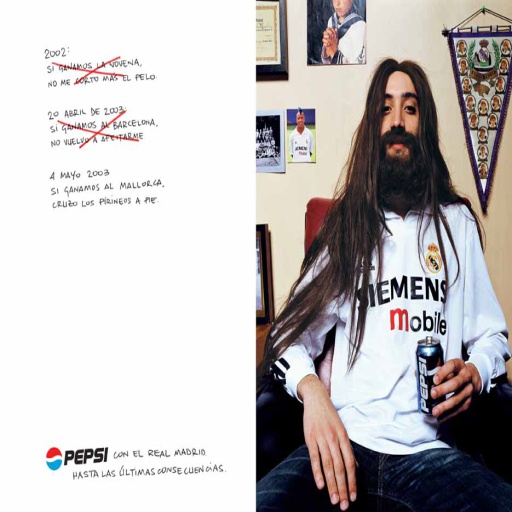 2002:
SI GANAMOS LA NOVENA,
NO ME CORTO MAS EL PELO.
20 ABRIL DE 2003.
SI GANAMOS AL BARCELONA,
NO VUELVO A AFEITARME
4 MAYO 2003
SI GANAMOS AL MALLORCA,
CRUZO LOS PIRINEOS A PIE.
PEPSI CON EL REAL MADRID.
HASTA LAS ÚLTIMAS CONSECUENCIAS.
SIEMENS
mobile
PEPSI